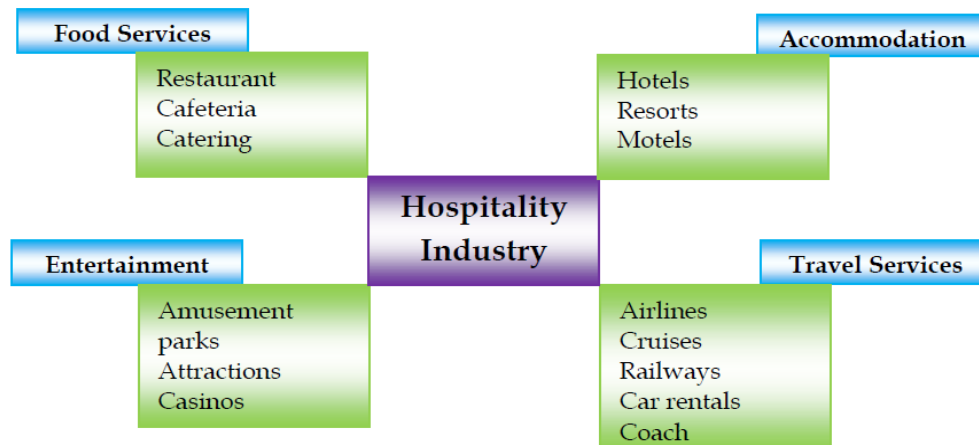 Food Services
Restaurant
Cafeteria
Catering
Accommodation
Hotels
Resorts
Motels
Hospitality
Industry
Entertainment
Amusement
parks
Attractions
Casinos
Travel Services
Airlines
Cruises
Railways
Car rentals
Coach